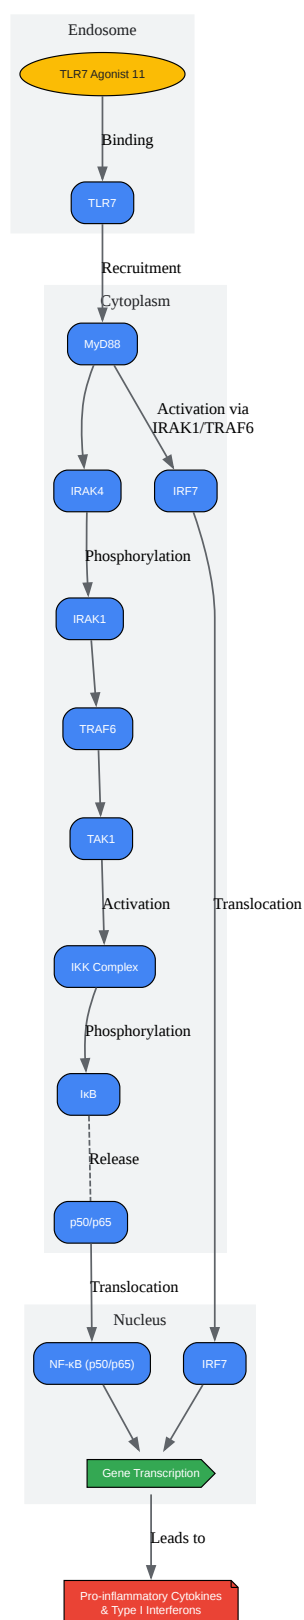 Endosome
TLR7 Agonist 11
Binding
TLR7
Recruitment
Cytoplasm
MyD88
Activation via
IRAK1/TRAF6
IRAK4
IRF7
Phosphorylation
IRAK1
TRAF6
TAK1
Activation
Translocation
IKK Complex
Phosphorylation
IκB
Release
p50/p65
Translocation
Nucleus
NF-κB (p50/p65)
IRF7
Gene Transcription
Leads to
Pro-inflammatory Cytokines
& Type I Interferons